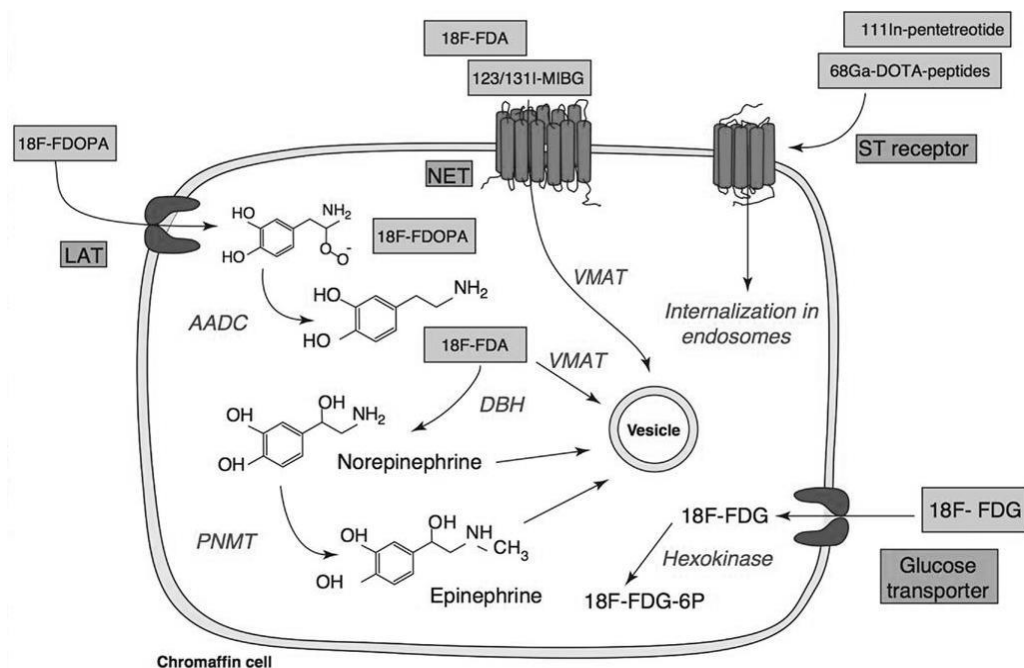 18F-FDA
123/131I-MIBG
111In-pentetreotide
68Ga-DOTA-peptides
18F-FDOPA
NET
ST receptor
LAT
HO
HO
NH₂
O
O⁻
18F-FDOPA
VMAT
Internalization in
endosomes
AADC
HO
HO
NH₂
18F-FDA
VMAT
DBH
OH
OH
OH
NH₂
Norepinephrine
Vesicle
PNMT
OH
OH
OH
NH
CH₃
Epinephrine
18F-FDG
18F- FDG
Hexokinase
18F-FDG-6P
Glucose
transporter
Chromaffin cell